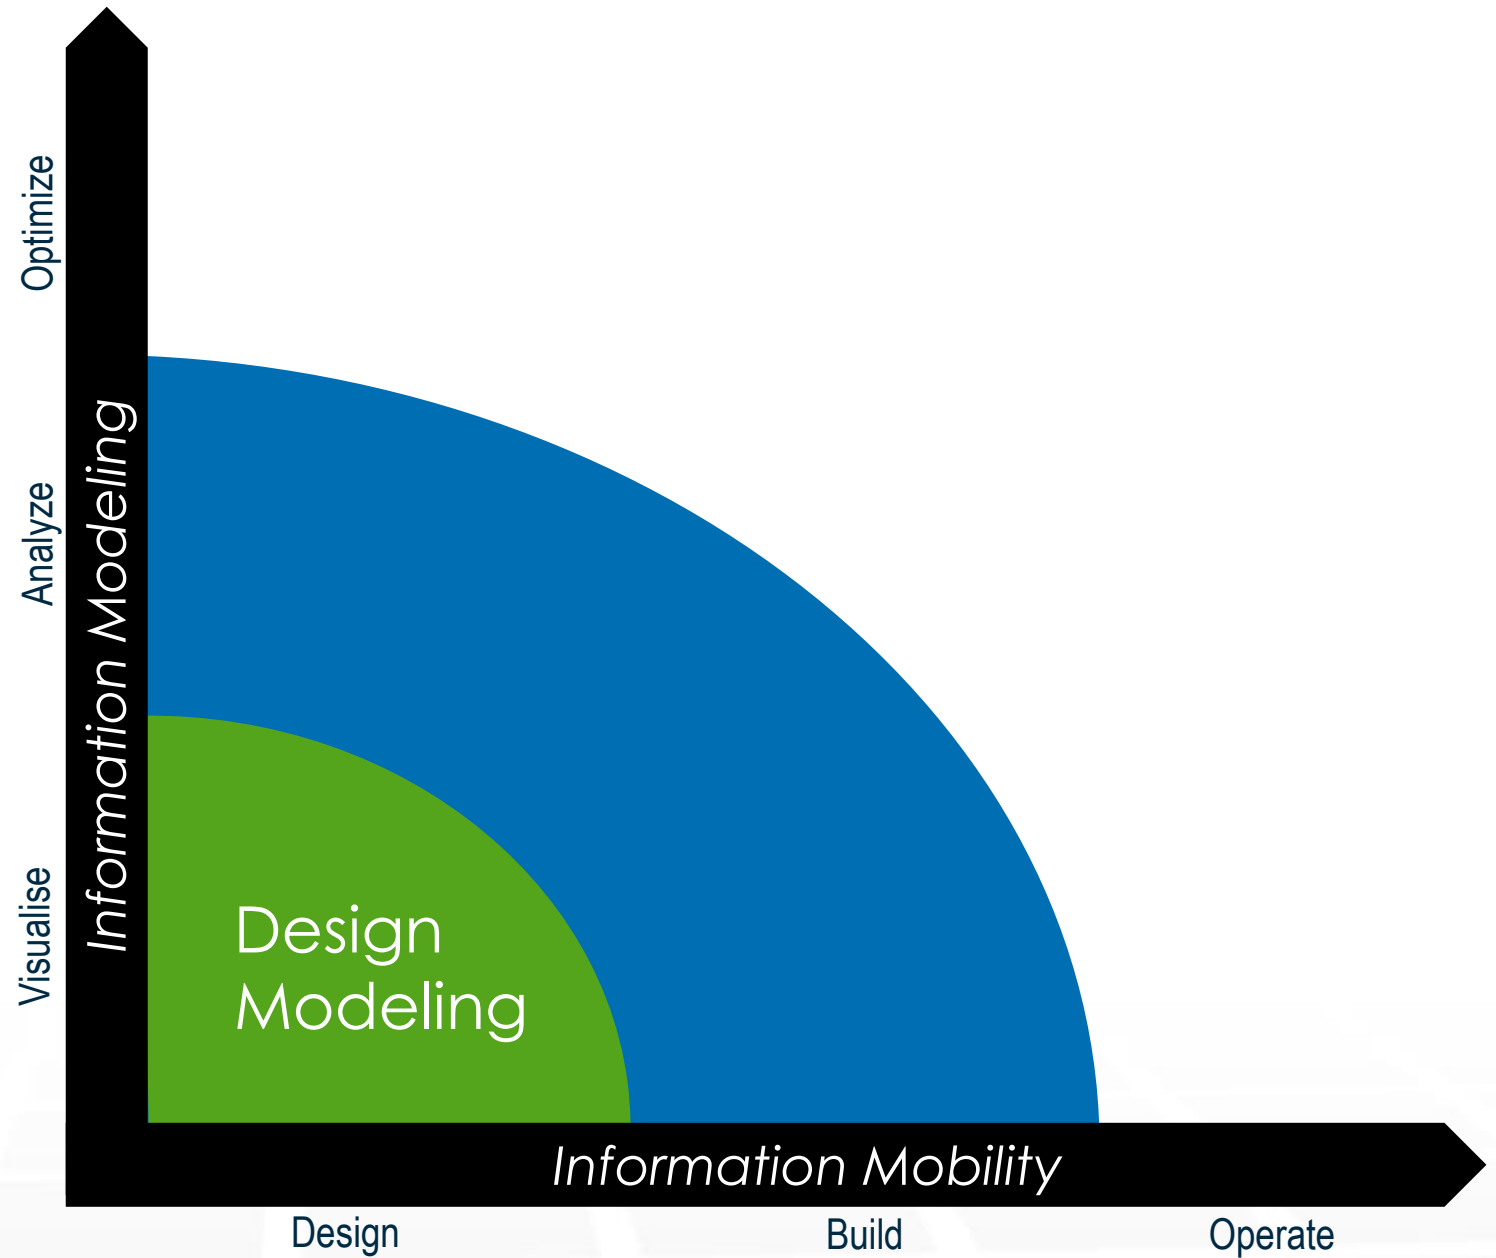 Optimize
Analyze
Visualise
Information Modeling
Design
Modeling
Information Mobility
Design
Build
Operate